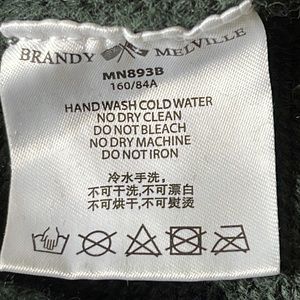 BRANDY MELVILLE
MN893B
160/84A
HAND WASH COLD WATER
NO DRY CLEAN
DO NOT BLEACH
NO DRY MACHINE
DO NOT IRON
冷水手洗,
不可干洗,不可漂白
不可烘干,不可熨烫